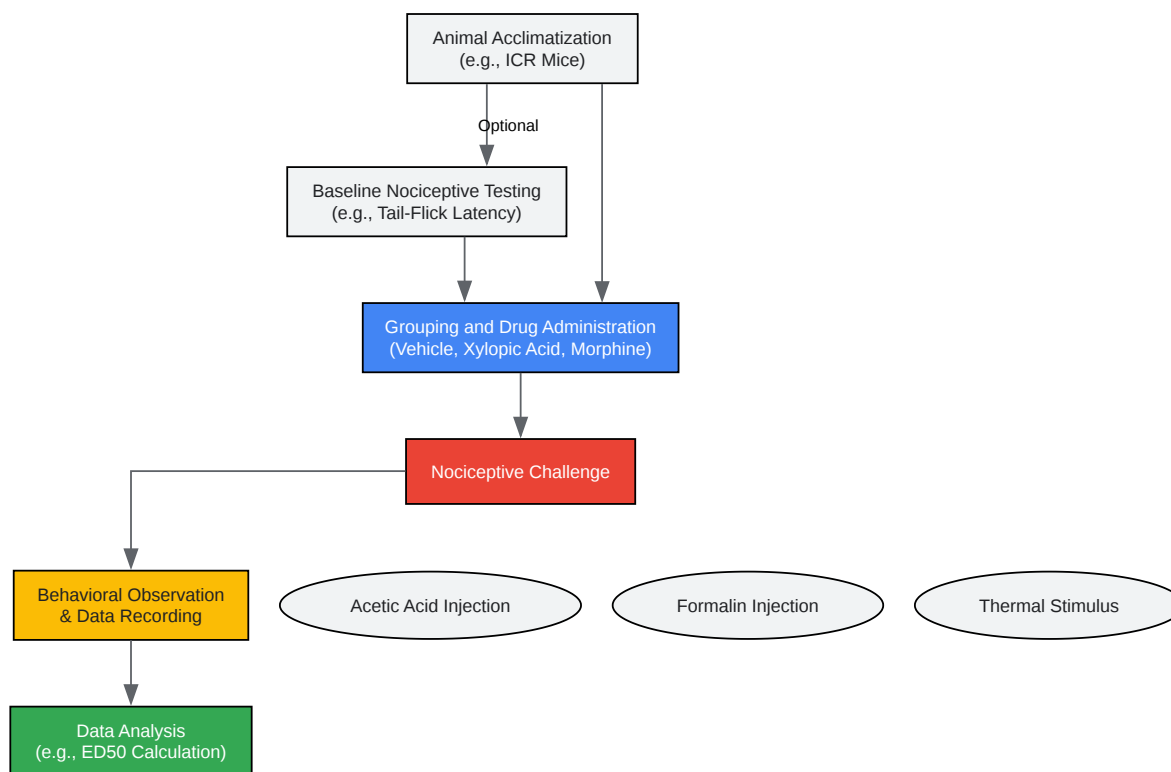 Animal Acclimatization
(e.g., ICR Mice)
Optional
Baseline Nociceptive Testing
(e.g., Tail-Flick Latency)
Grouping and Drug Administration
(Vehicle, Xylopic Acid, Morphine)
Nociceptive Challenge
Behavioral Observation
& Data Recording
Acetic Acid Injection
Formalin Injection
Thermal Stimulus
Data Analysis
(e.g., ED50 Calculation)